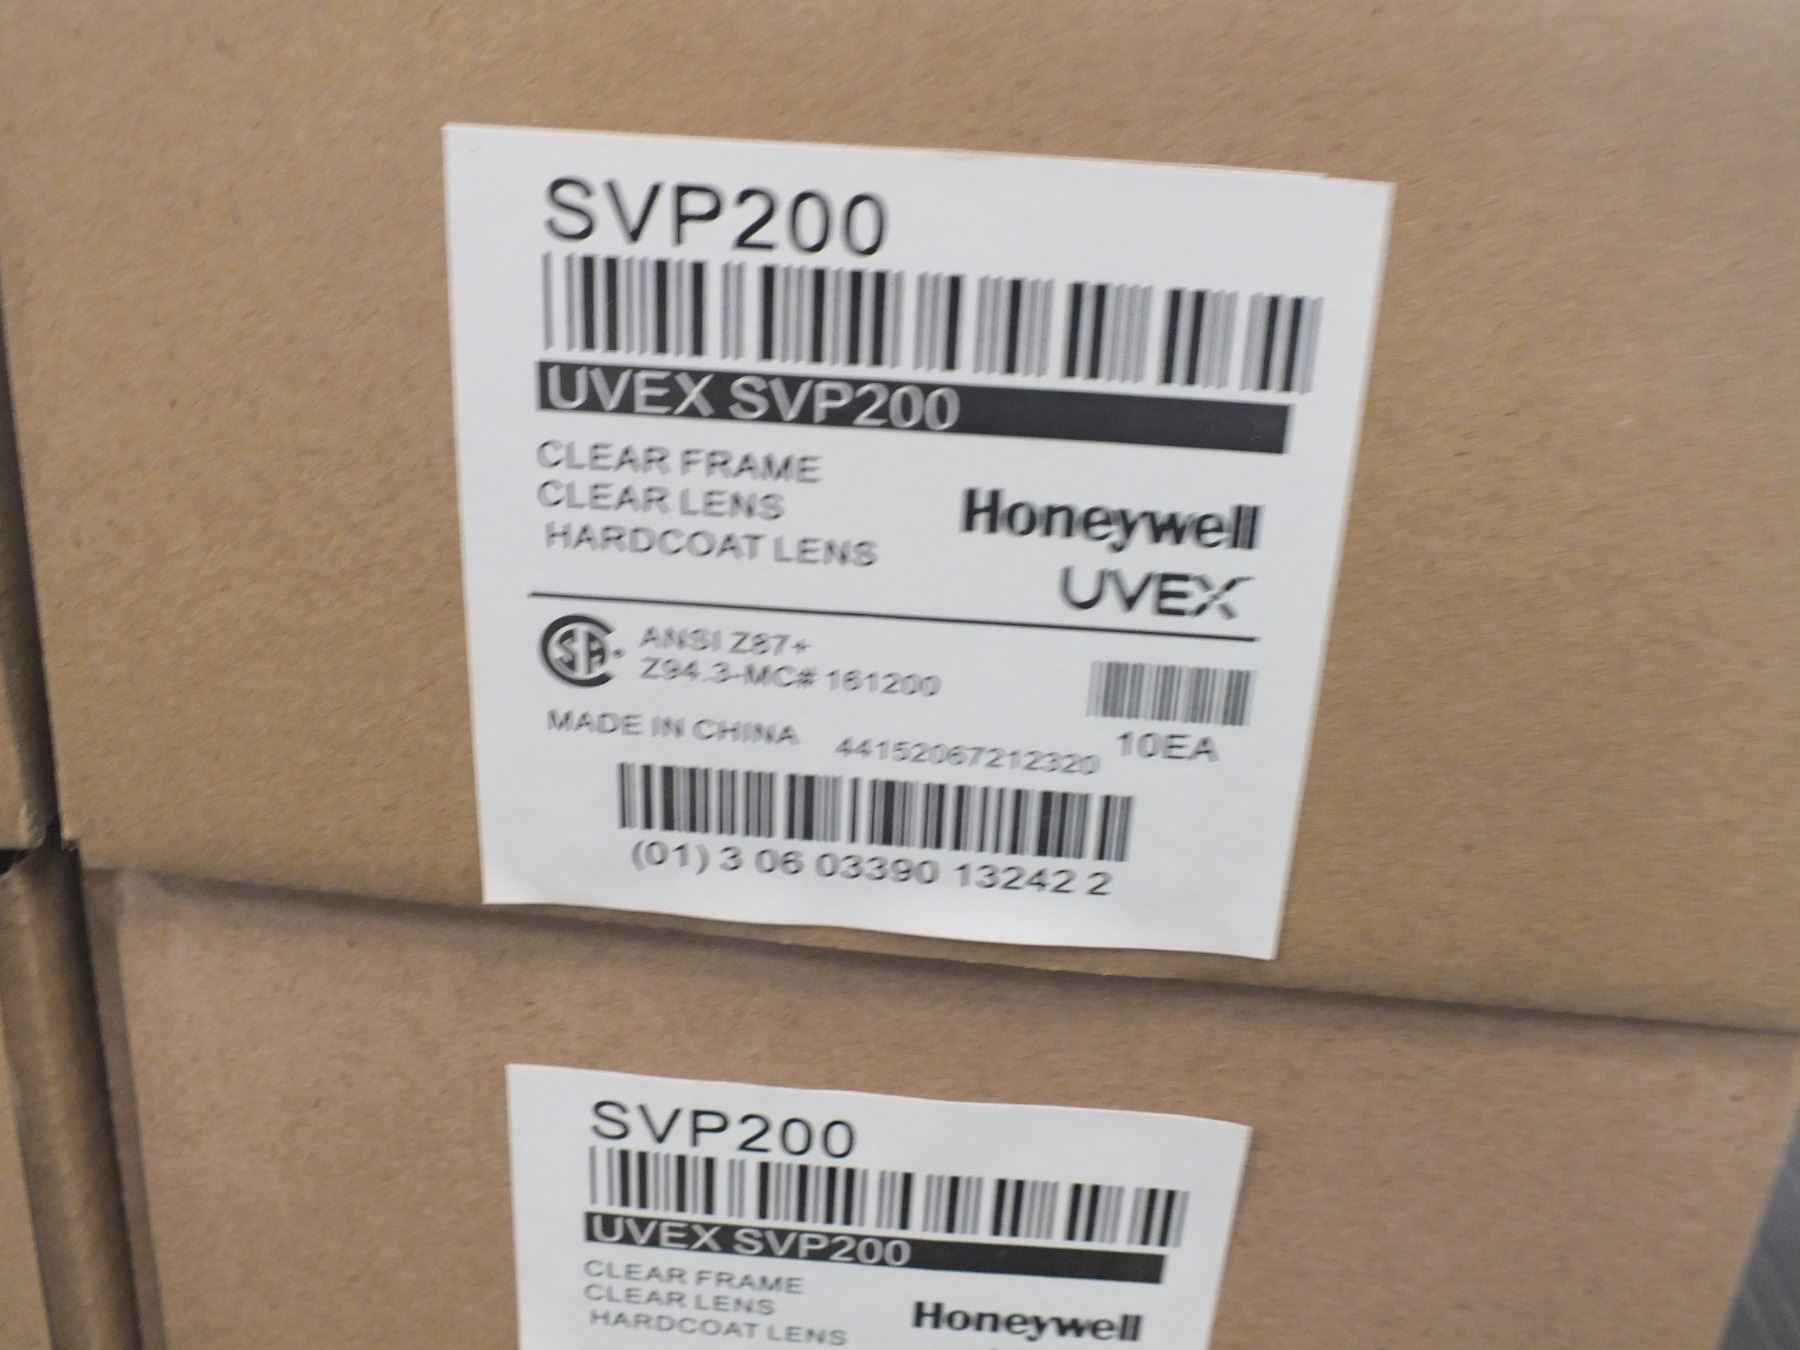 SVP200
UVEX SVP200
CLEAR FRAME
CLEAR LENS
HARDCOAT LENS
Honeywell
UVEX
SA
ANSI Z87+
Z94.3-MC# 161200
MADE IN CHINA
44152067212320
10EA
(01) 3 06 03390 13242 2
SVP200
UVEX SVP200
CLEAR FRAME
CLEAR LENS
HARDCOAT LENS
Honeywell